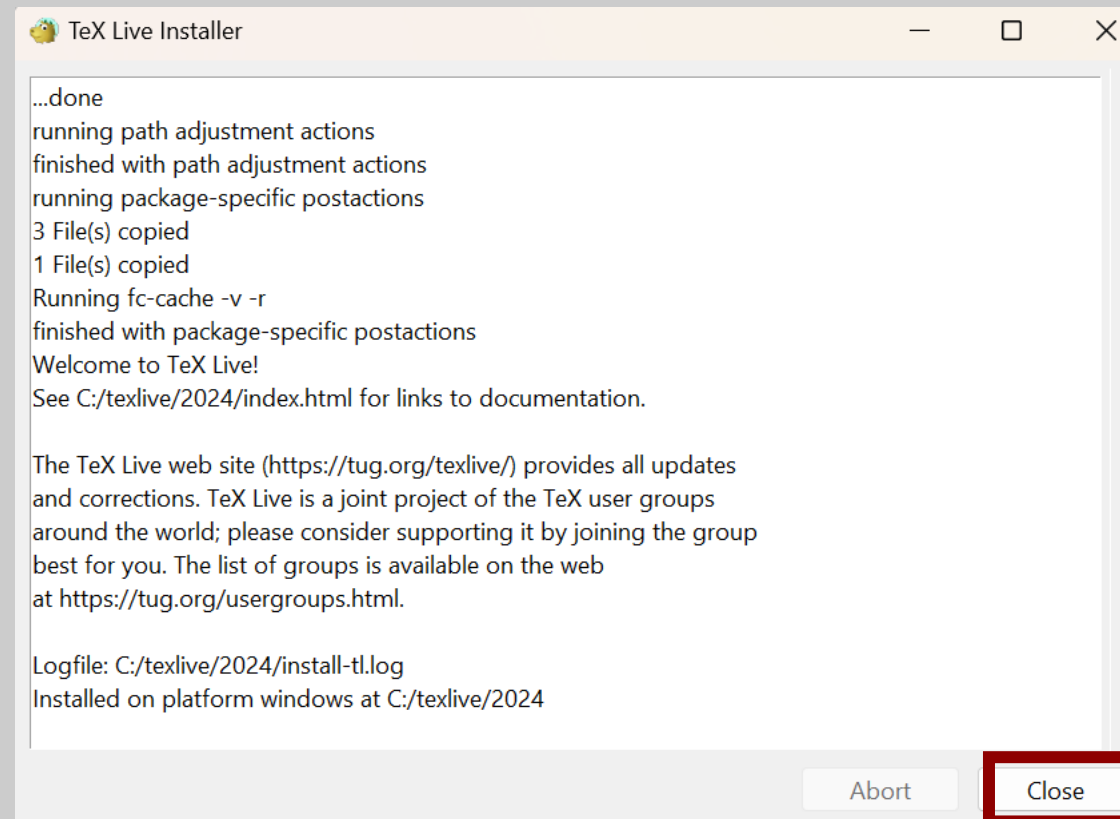 TeX Live Installer
...done
running path adjustment actions
finished with path adjustment actions
running package-specific postactions
3 File(s) copied
1 File(s) copied
Running fc-cache -v -r
finished with package-specific postactions
Welcome to TeX Live!
See C:/texlive/2024/index.html for links to documentation.
The TeX Live web site (https://tug.org/texlive/) provides all updates
and corrections. TeX Live is a joint project of the TeX user groups
around the world; please consider supporting it by joining the group
best for you. The list of groups is available on the web
at https://tug.org/usergroups.html.
Logfile: C:/texlive/2024/install-tl.log
Installed on platform windows at C:/texlive/2024
Abort Close